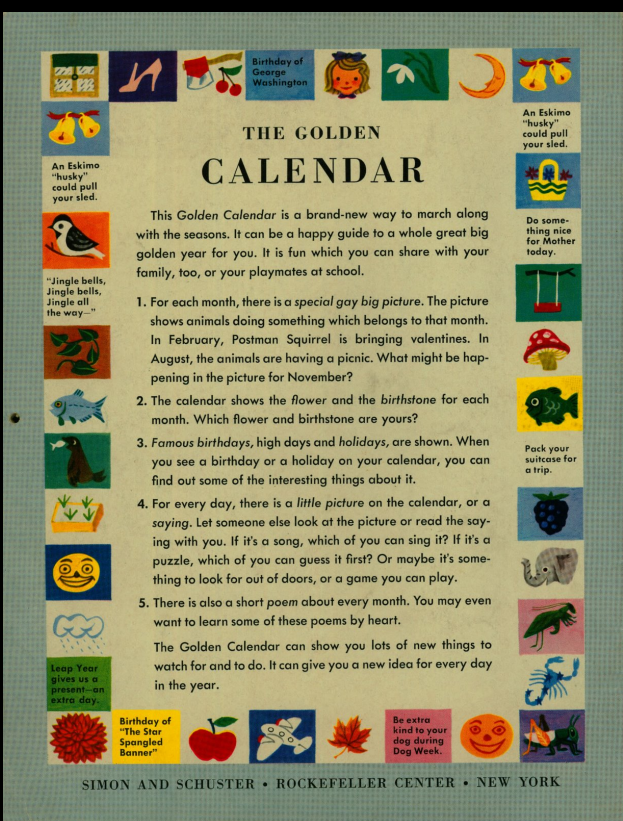 Birthday of
George
Washington
An Eskimo
"husky"
could pull
your sled.
"Jingle bells,
Jingle bells,
Jingle all
the way—"
Leap Year
gives us a
present—an
extra day.
THE GOLDEN
CALENDAR
This Golden Calendar is a brand-new way to march along
with the seasons. It can be a happy guide to a whole great big
golden year for you. It is fun which you can share with your
family, too, or your playmates at school.
1. For each month, there is a special gay big picture. The picture
shows animals doing something which belongs to that month.
In February, Postman Squirrel is bringing valentines. In
August, the animals are having a picnic. What might be hap-
pening in the picture for November?
2. The calendar shows the flower and the birthstone for each
month. Which flower and birthstone are yours?
3. Famous birthdays, high days and holidays, are shown. When
you see a birthday or a holiday on your calendar, you can
find out some of the interesting things about it.
4. For every day, there is a little picture on the calendar, or a
saying. Let someone else look at the picture or read the say-
ing with you. If it's a song, which of you can sing it? If it's a
puzzle, which of you can guess it first? Or maybe it's some-
thing to look for out of doors, or a game you can play.
5. There is also a short poem about every month. You may even
want to learn some of these poems by heart.
The Golden Calendar can show you lots of new things to
watch for and to do. It can give you a new idea for every day
in the year.
An Eskimo
"husky"
could pull
your sled.
Do some-
thing nice
for Mother
today.
Pack your
suitcase for
a trip.
Birthday of
"The Star
Spangled
Banner"
Be extra
kind to your
dog during
Dog Week.
SIMON AND SCHUSTER • ROCKEFELLER CENTER • NEW YORK